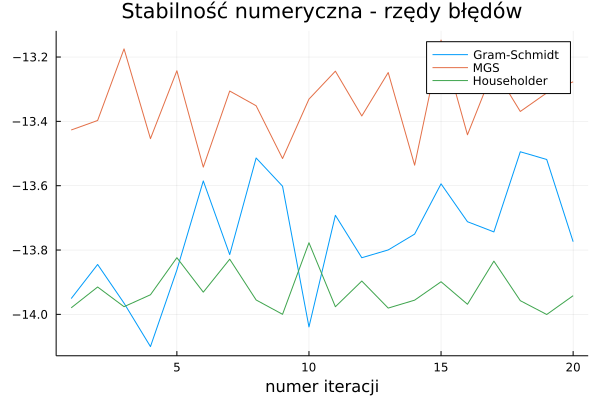 Stabilność numeryczna - rzędy błędów
Gram-Schmidt
MGS
Householder
−13.2
−13.4
−13.6
−13.8
−14.0
5
10
15
20
numer iteracji